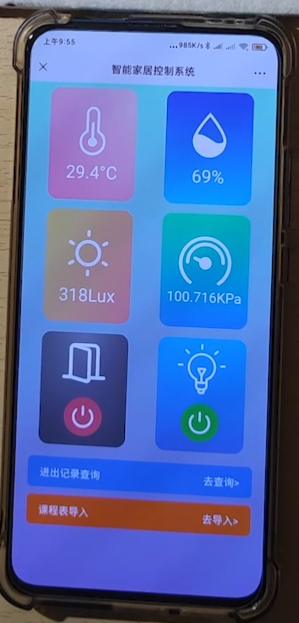 上午9:55
...985K/s
智能家居控制系统
29.4°C
69%
318Lux
100.716KPa
进出记录查询
去查询>
课程表导入
去导入>